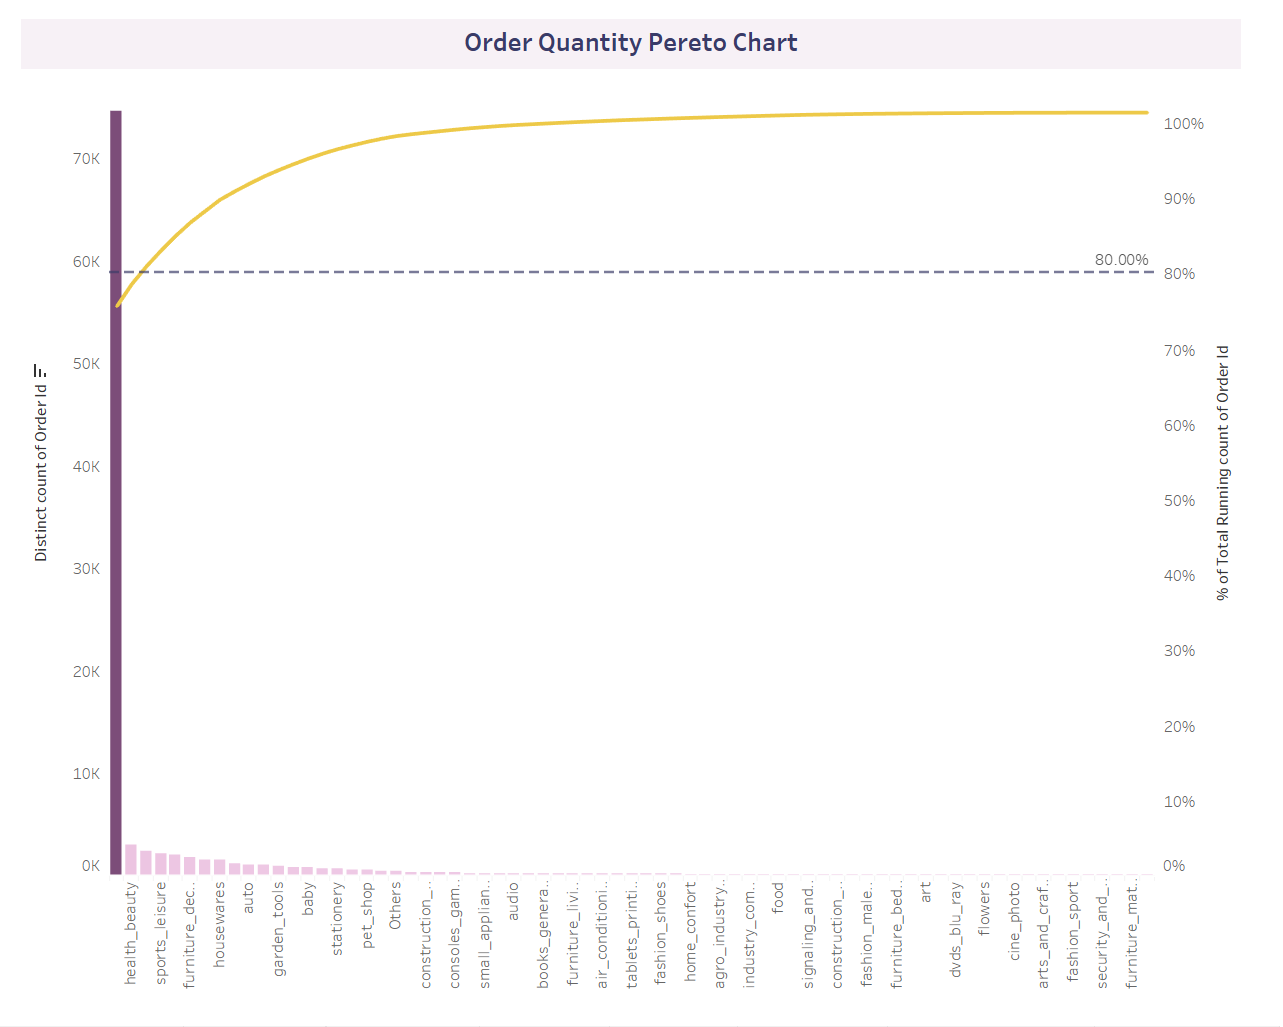 Order Quantity Pereto Chart
Distinct count of Order Id
70K
60K
50K
40K
30K
20K
10K
0K
80.00%
100%
90%
80%
70%
60%
50%
40%
30%
20%
10%
0%
% of Total Running count of Order Id
health_beauty
sports_leisure
furniture_dec..
housewares
auto
garden_tools
baby
stationery
pet_shop
Others
construction_..
consoles_gam..
small_applian..
audio
books_genera..
furniture_livi..
air_conditioni..
tablets_printi..
fashion_shoes
home_confort
agro_industry..
industry_com..
food
signaling_and..
construction_..
fashion_male..
furniture_bed..
art
dvds_blu_ray
flowers
cine_photo
arts_and_craf..
fashion_sport
security_and_..
furniture_mat..